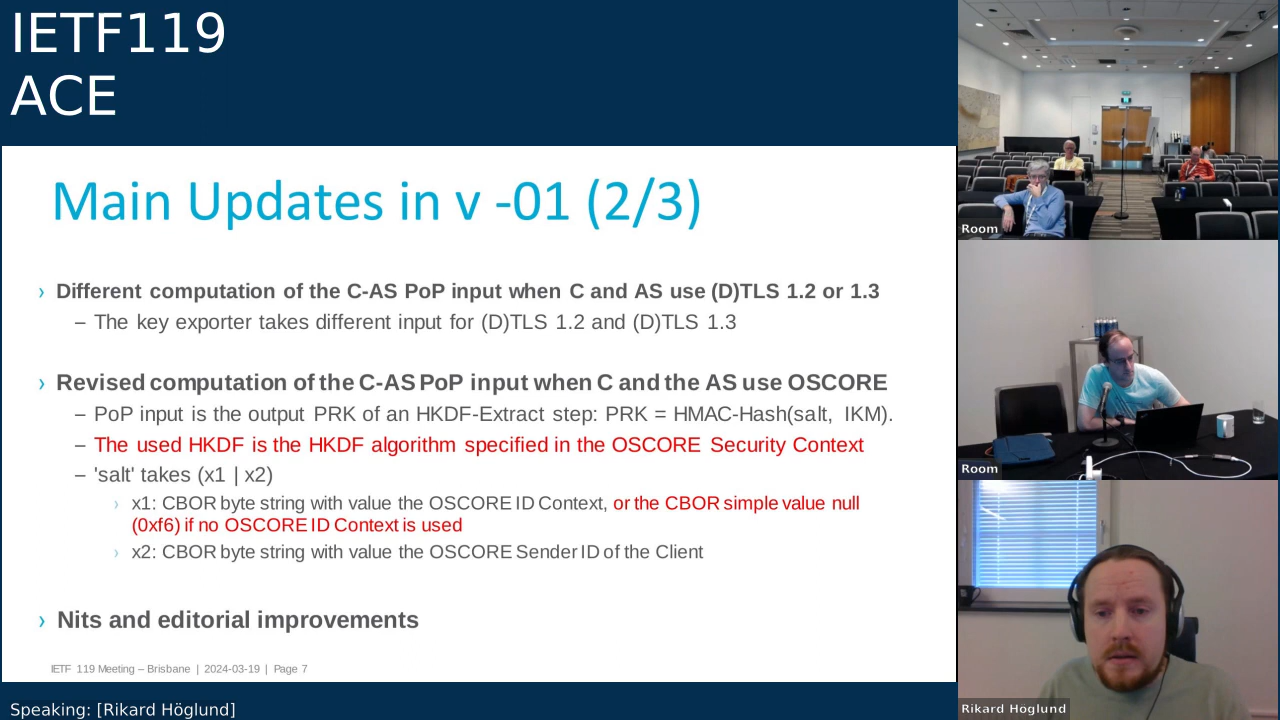 IETF119
ACE
Main Updates in v -01 (2/3)
› Different computation of the C-AS PoP input when C and AS use (D)TLS 1.2 or 1.3
– The key exporter takes different input for (D)TLS 1.2 and (D)TLS 1.3
› Revised computation of the C-AS PoP input when C and the AS use OSCORE
– PoP input is the output PRK of an HKDF-Extract step: PRK = HMAC-Hash(salt, IKM).
– The used HKDF is the HKDF algorithm specified in the OSCORE Security Context
– 'salt' takes (x1 | x2)
› x1: CBOR byte string with value the OSCORE ID Context, or the CBOR simple value null
(0xf6) if no OSCORE ID Context is used
› x2: CBOR byte string with value the OSCORE Sender ID of the Client
› Nits and editorial improvements
IETF 119 Meeting – Brisbane | 2024-03-19 | Page 7
Speaking: [Rikard Höglund]
Room
Room
Rikard Höglund